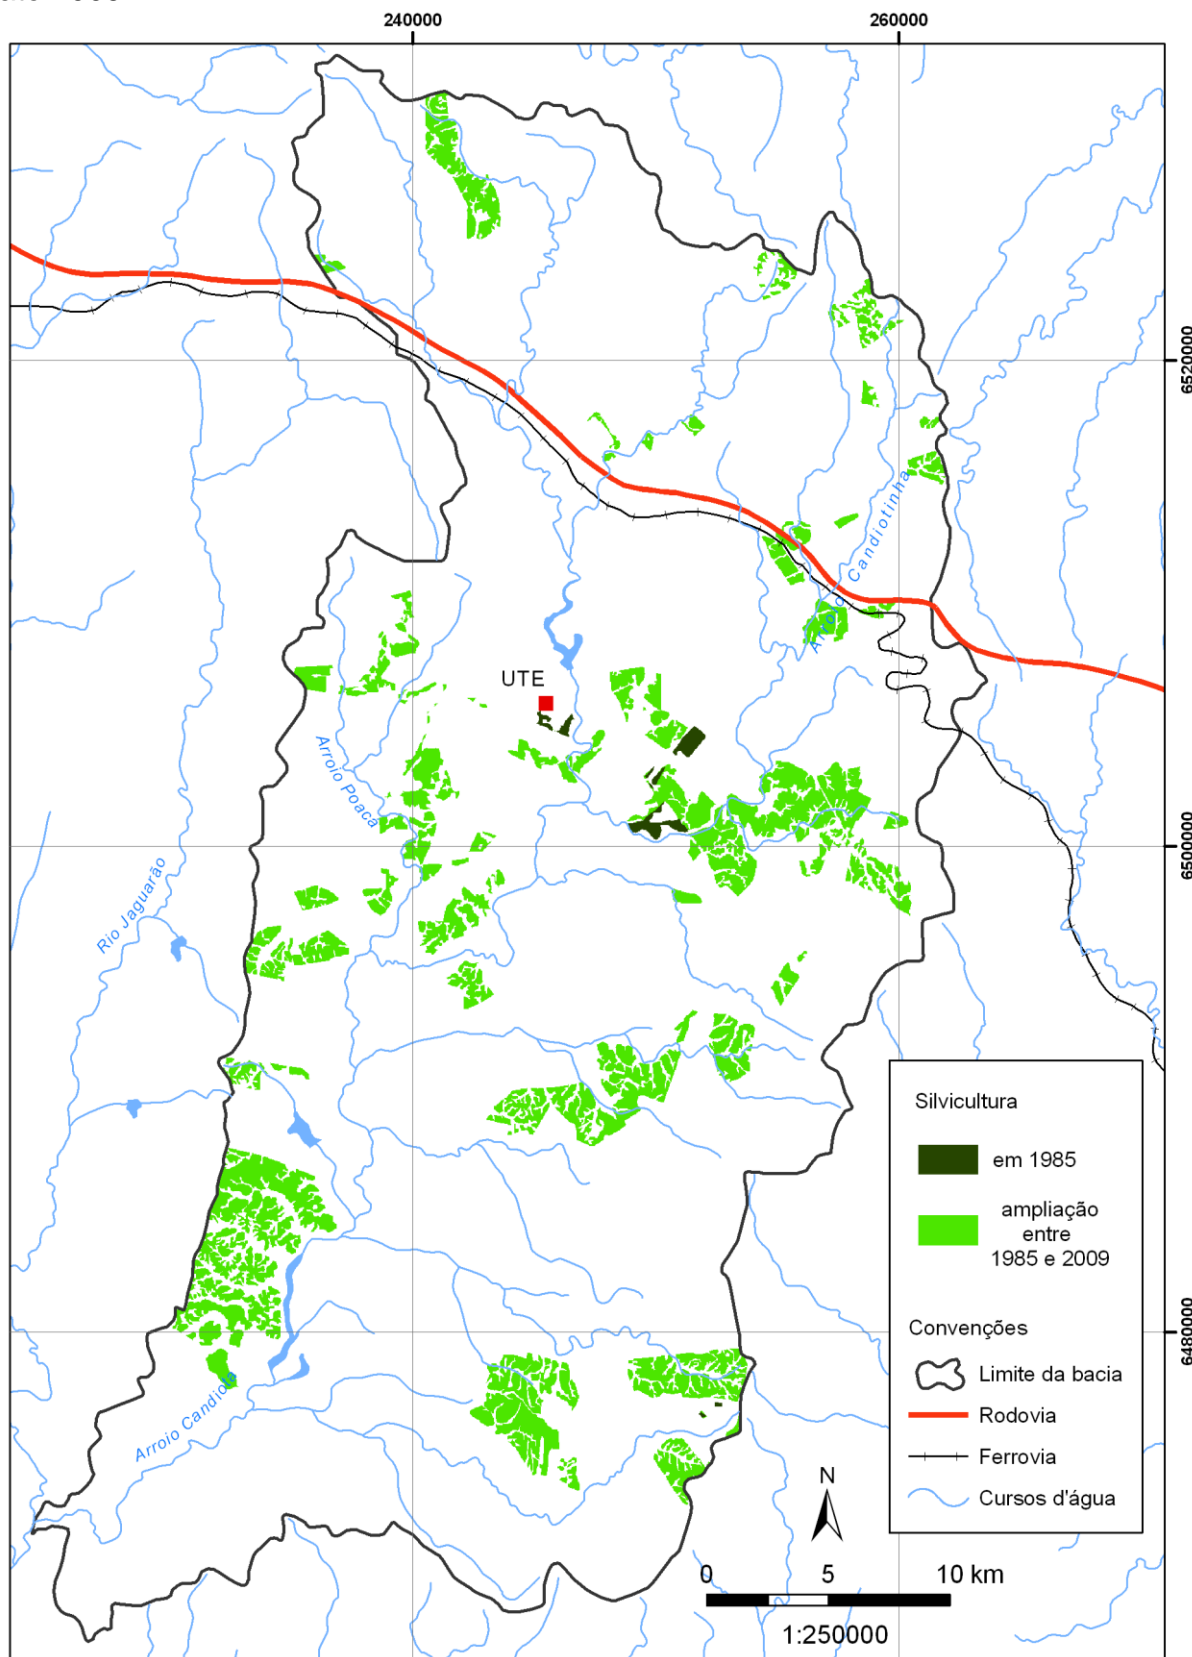 240000
260000
6520000
Arroio Candiotinha
UTE
Arroio Poacá
6500000
Rio Jaguarão
Silvicultura
em 1985
ampliação
entre
1985 e 2009
6480000
Convenções
Limite da bacia
Arroio Candiota
Rodovia
Ferrovia
N
Cursos d'água
0 5 10 km
1:250000